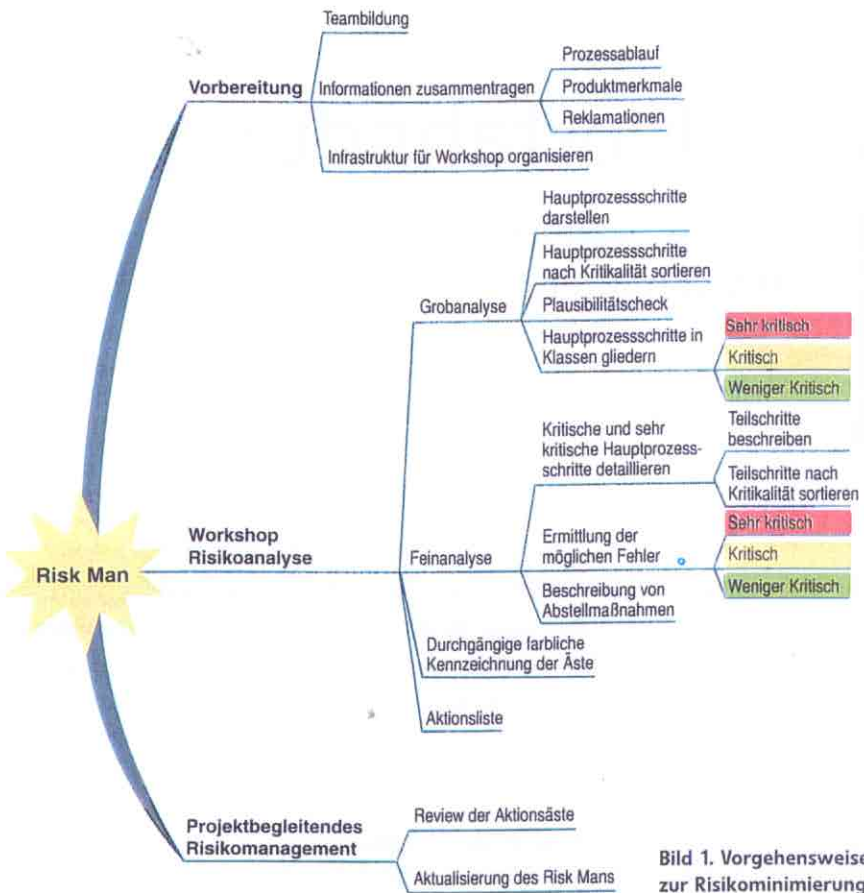 Teambildung
Vorbereitung
Informationen zusammentragen
Prozessablauf
Produktmerkmale
Reklamationen
Infrastruktur für Workshop organisieren
Risk Man
Workshop
Risikoanalyse
Grobanalyse
Hauptprozessschritte
darstellen
Hauptprozessschritte
nach Kritikalität sortieren
Plausibilitätscheck
Hauptprozessschritte in
Klassen gliedern
Sehr kritisch
Kritisch
Weniger Kritisch
Feinanalyse
Kritische und sehr
kritische Hauptprozess-
schritte detaillieren
Teilschritte
beschreiben
Teilschritte nach
Kritikalität sortieren
Ermittlung der
möglichen Fehler
Sehr kritisch
Kritisch
Weniger Kritisch
Beschreibung von
Abstellmaßnahmen
Durchgängige farbliche
Kennzeichnung der Äste
Aktionsliste
Projektbegleitendes
Risikomanagement
Review der Aktionsäste
Aktualisierung des Risk Mans
Bild 1. Vorgehensweise
zur Risikominimierung